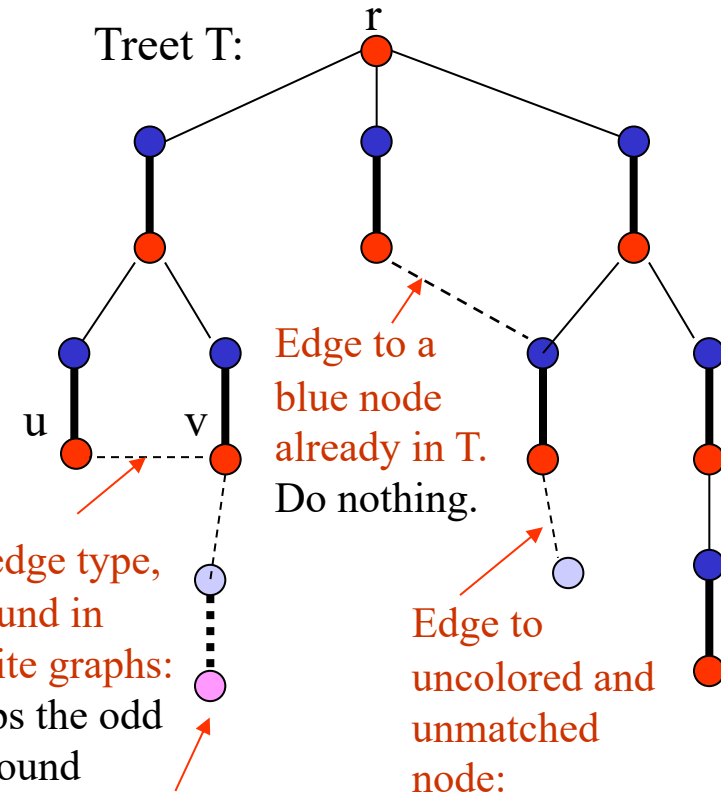 r
Treet T:
Edge to a
blue node
already in T.
Do nothing.
u
v
edge type,
und in
ite graphs:
os the odd
ound
Edge to
uncolored and
unmatched
node: